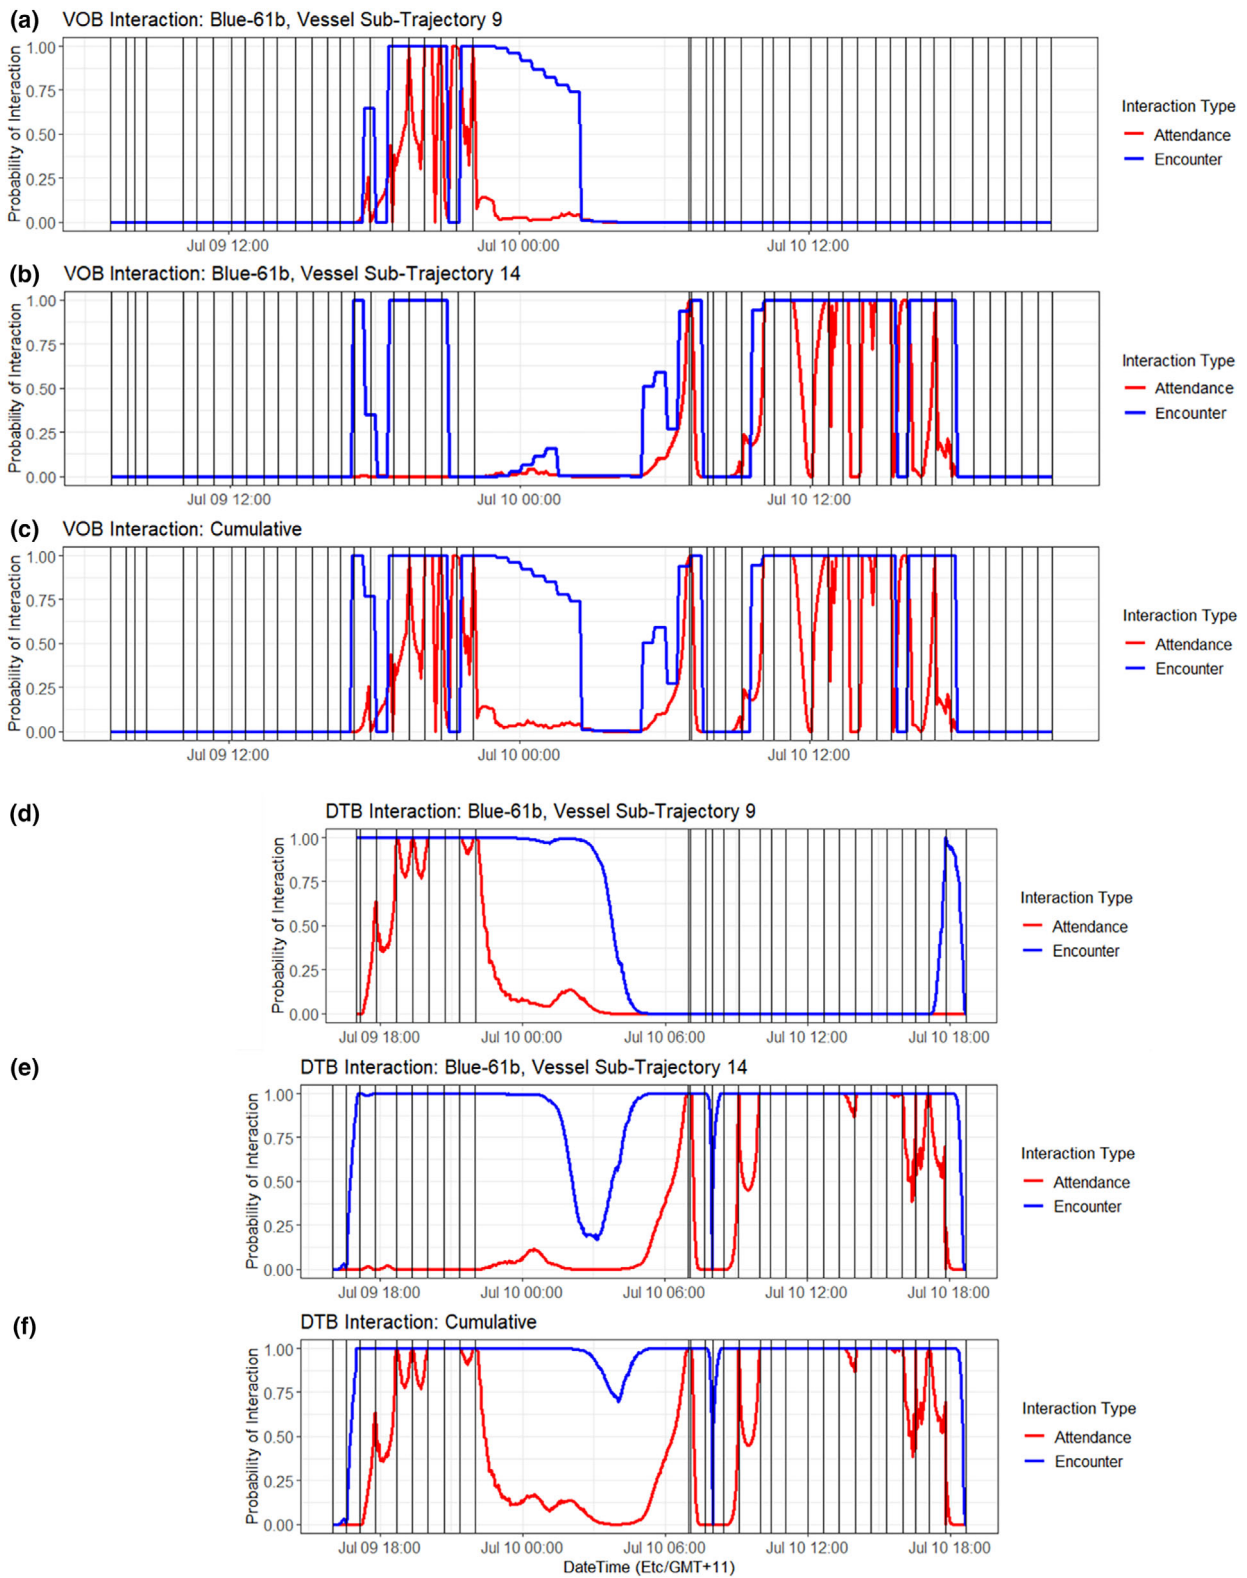 (a) VOB Interaction: Blue-61b, Vessel Sub-Trajectory 9
Probability of Interaction
1.00
0.75
0.50
0.25
0.00
Jul 09 12:00 Jul 10 00:00 Jul 10 12:00
Interaction Type
Attendance
Encounter
(b) VOB Interaction: Blue-61b, Vessel Sub-Trajectory 14
Probability of Interaction
1.00
0.75
0.50
0.25
0.00
Jul 09 12:00 Jul 10 00:00 Jul 10 12:00
Interaction Type
Attendance
Encounter
(c) VOB Interaction: Cumulative
Probability of Interaction
1.00
0.75
0.50
0.25
0.00
Jul 09 12:00 Jul 10 00:00 Jul 10 12:00
Interaction Type
Attendance
Encounter
(d) DTB Interaction: Blue-61b, Vessel Sub-Trajectory 9
Probability of Interaction
1.00
0.75
0.50
0.25
0.00
Jul 09 18:00 Jul 10 00:00 Jul 10 06:00 Jul 10 12:00 Jul 10 18:00
Interaction Type
Attendance
Encounter
(e) DTB Interaction: Blue-61b, Vessel Sub-Trajectory 14
Probability of Interaction
1.00
0.75
0.50
0.25
0.00
Jul 09 18:00 Jul 10 00:00 Jul 10 06:00 Jul 10 12:00 Jul 10 18:00
Interaction Type
Attendance
Encounter
(f) DTB Interaction: Cumulative
Probability of Interaction
1.00
0.75
0.50
0.25
0.00
Jul 09 18:00 Jul 10 00:00 Jul 10 06:00 Jul 10 12:00 Jul 10 18:00
DateTime (Etc/GMT+11)
Interaction Type
Attendance
Encounter